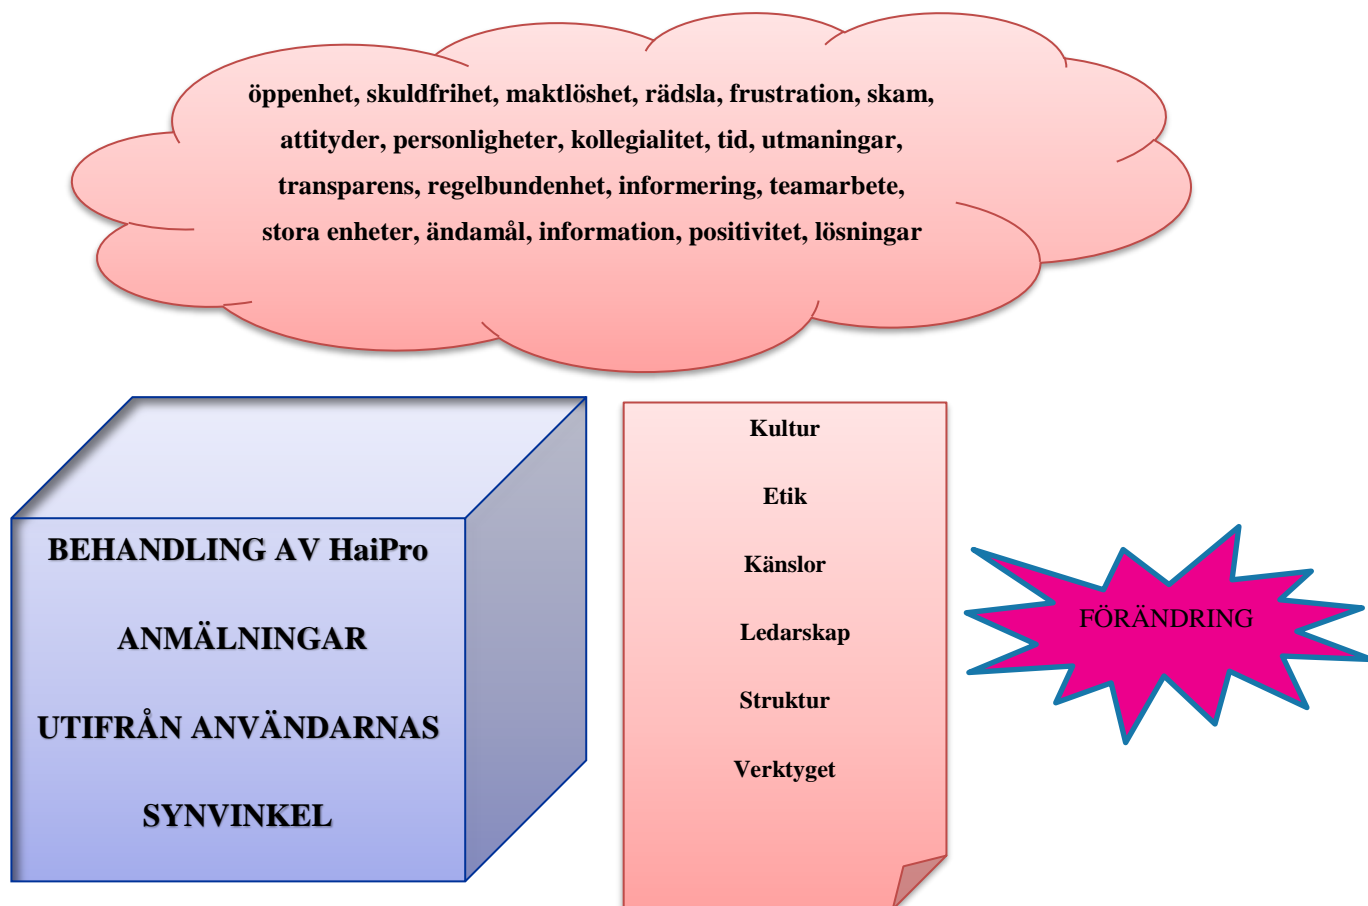 öppenhet, skuldfrihet, maktlöshet, rädsla, frustration, skam,
attityder, personligheter, kollegialitet, tid, utmaningar,
transparens, regelbundenhet, informering, teamarbete,
stora enheter, ändamål, information, positivitet, lösningar
BEHANDLING AV HaiPro
ANMÄLNINGAR
UTIFRÅN ANVÄNDARNAS
SYNVINKEL
Kultur
Etik
Känslor
Ledarskap
Struktur
Verktyget
FÖRÄNDRING